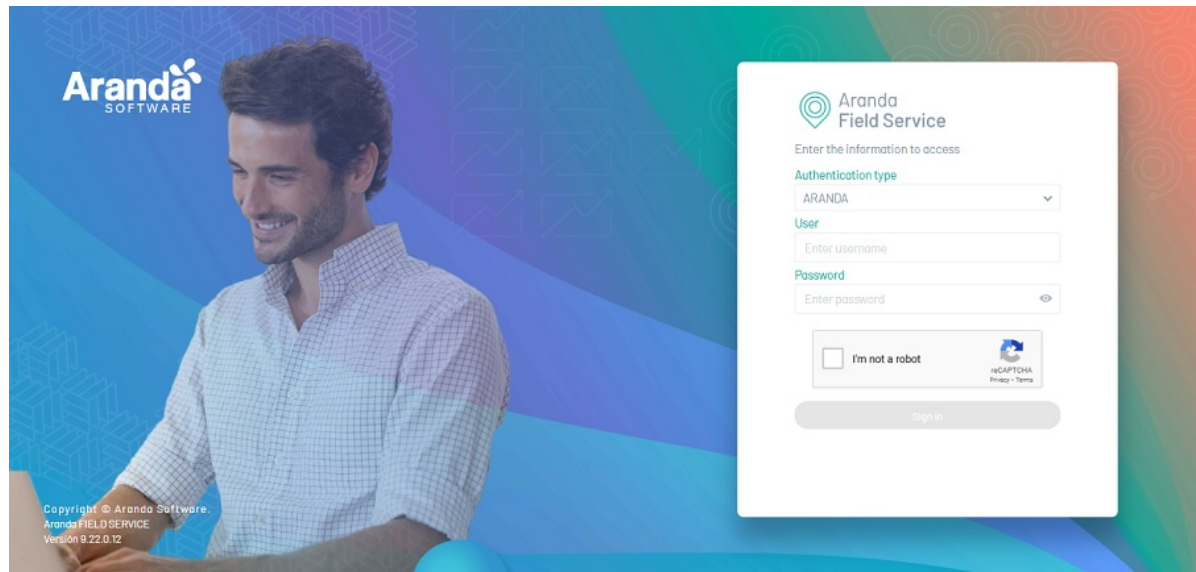 Aranda
SOFTWARE
Aranda
Field Service
Enter the information to access
Authentication type
ARANDA
User
Enter username
Password
Enter password
I'm not a robot
reCAPTCHA
Privacy - Terms
Sign in
Copyright © Aranda Software.
Aranda FIELD SERVICE
Versión 9.22.0.12